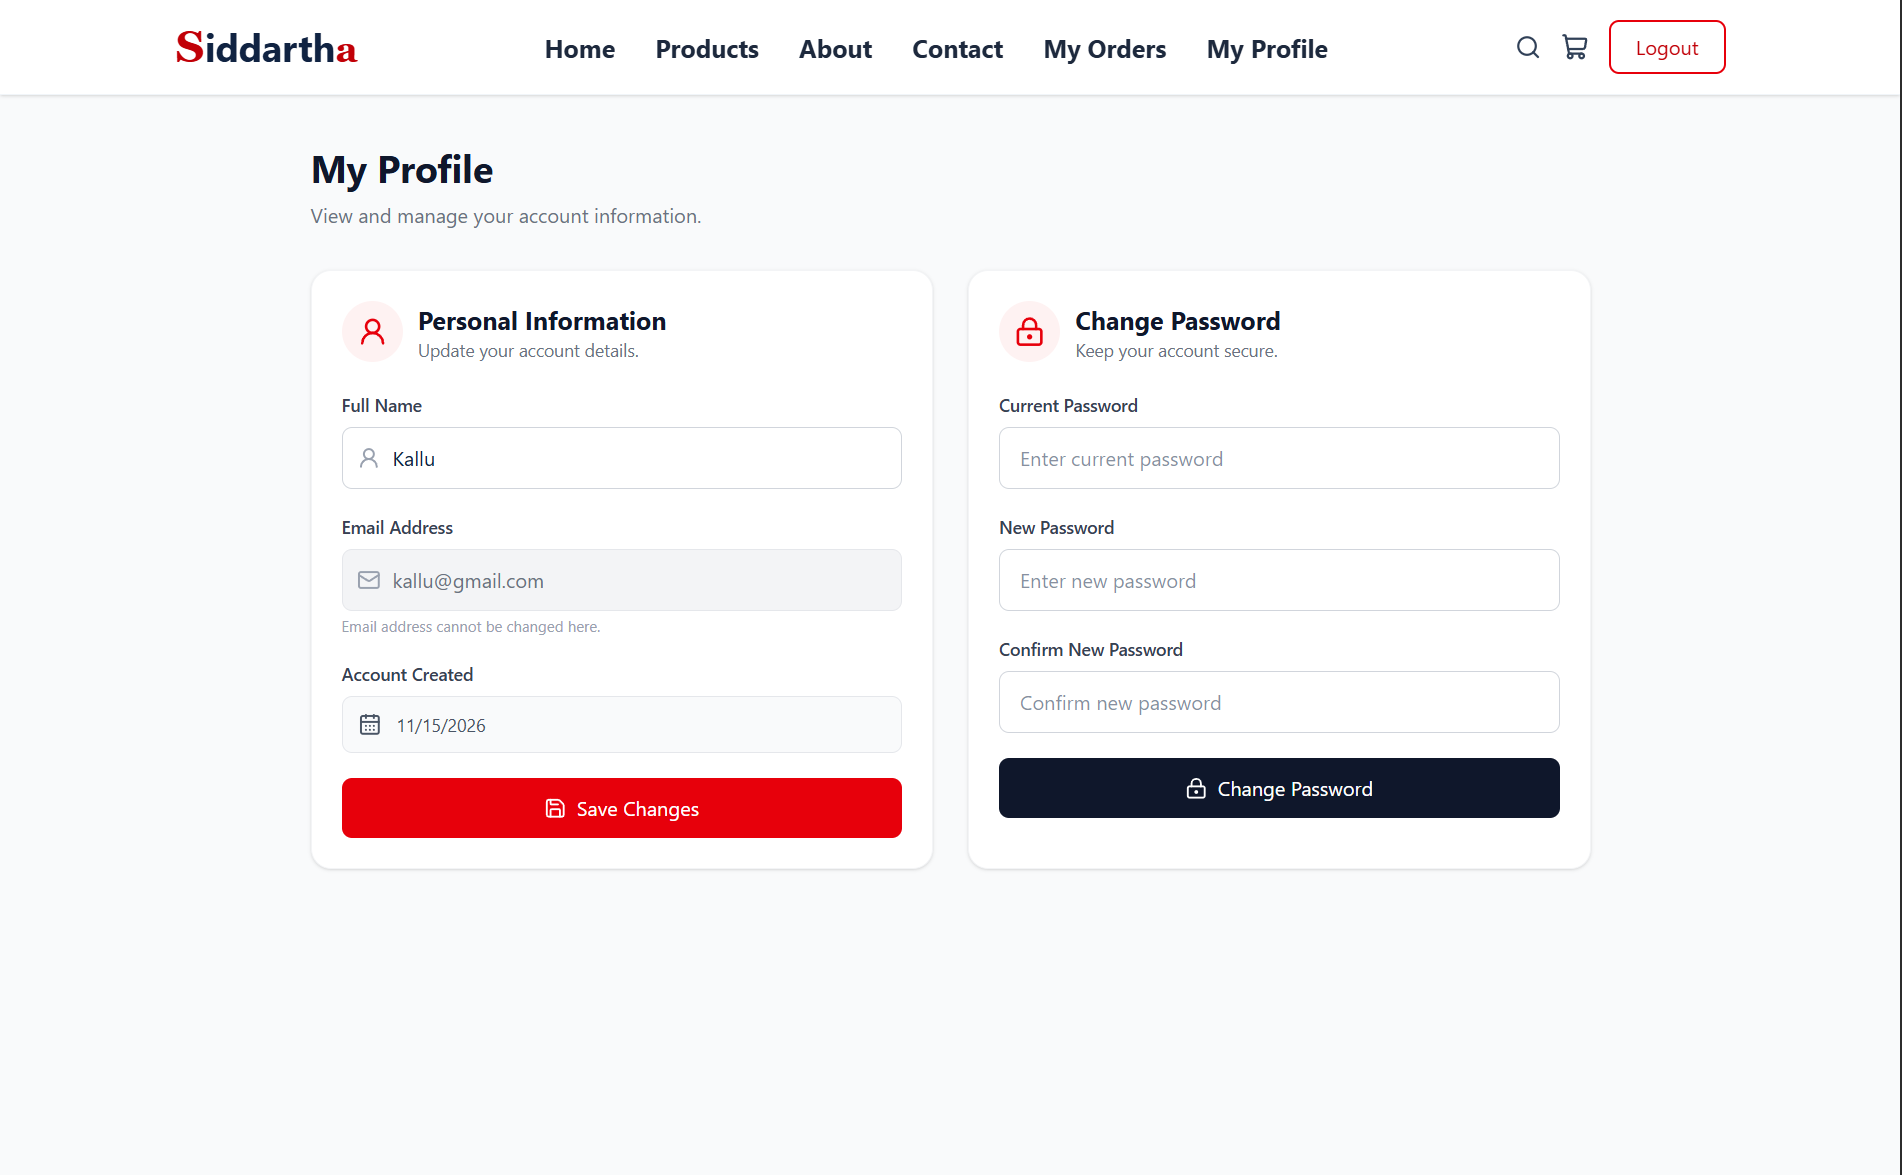 Siddartha
Home Products About Contact My Orders My Profile
Logout
My Profile
View and manage your account information.
Personal Information
Update your account details.
Full Name
Kallu
Email Address
kallu@gmail.com
Email address cannot be changed here.
Account Created
11/15/2026
Save Changes
Change Password
Keep your account secure.
Current Password
Enter current password
New Password
Enter new password
Confirm New Password
Confirm new password
Change Password